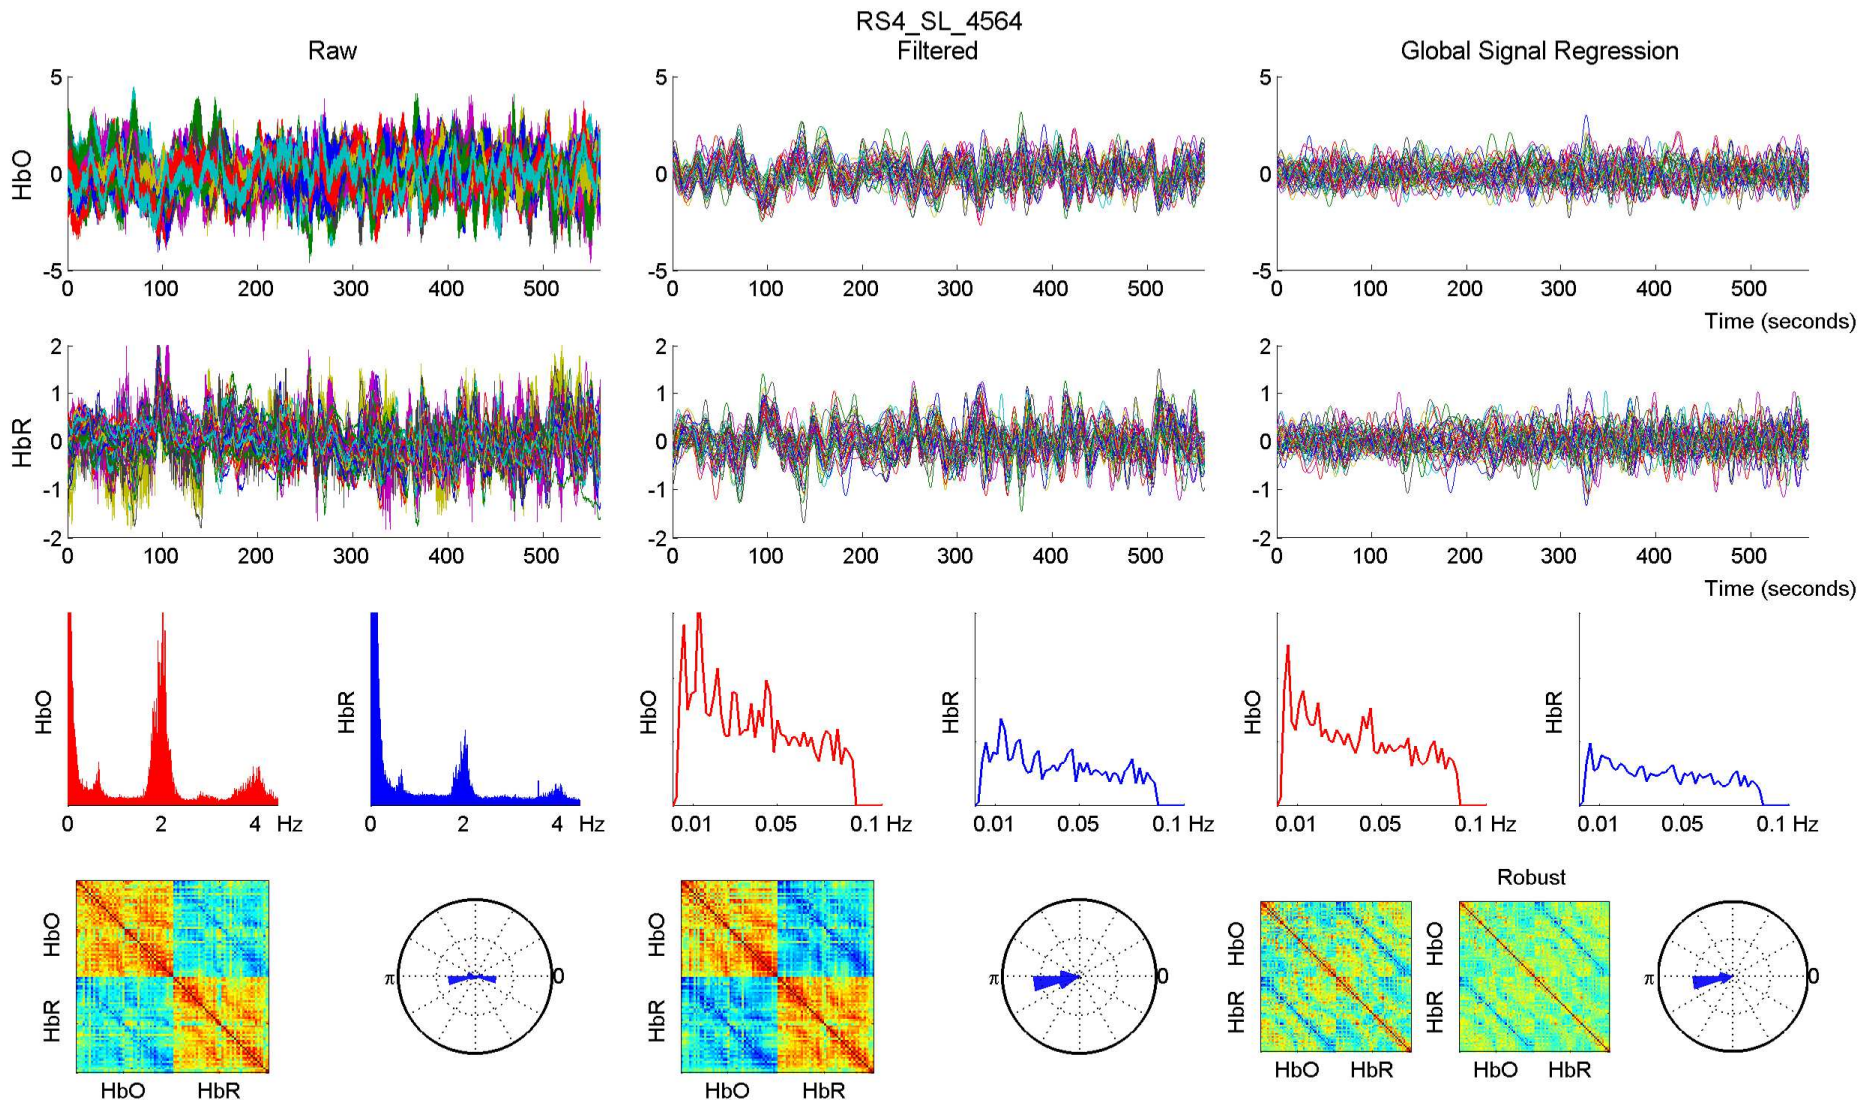 RS4_SL_4564
Raw Filtered Global Signal Regression
HbO
5
0
-5
0 100 200 300 400 500
5
0
-5
0 100 200 300 400 500
5
0
-5
0 100 200 300 400 500
Time (seconds)
HbR
2
1
0
-1
-2
0 100 200 300 400 500
2
1
0
-1
-2
0 100 200 300 400 500
2
1
0
-1
-2
0 100 200 300 400 500
Time (seconds)
HbO
0 2 4 Hz
HbR
0 2 4 Hz
HbO
0.01 0.05 0.1 Hz
HbR
0.01 0.05 0.1 Hz
HbO
0.01 0.05 0.1 Hz
HbR
0.01 0.05 0.1 Hz
HbO
HbR
HbO HbR
π 0
HbO
HbR
HbO HbR
π 0
HbO
HbR
HbO HbR
Robust
HbO
HbR
HbO HbR
π 0